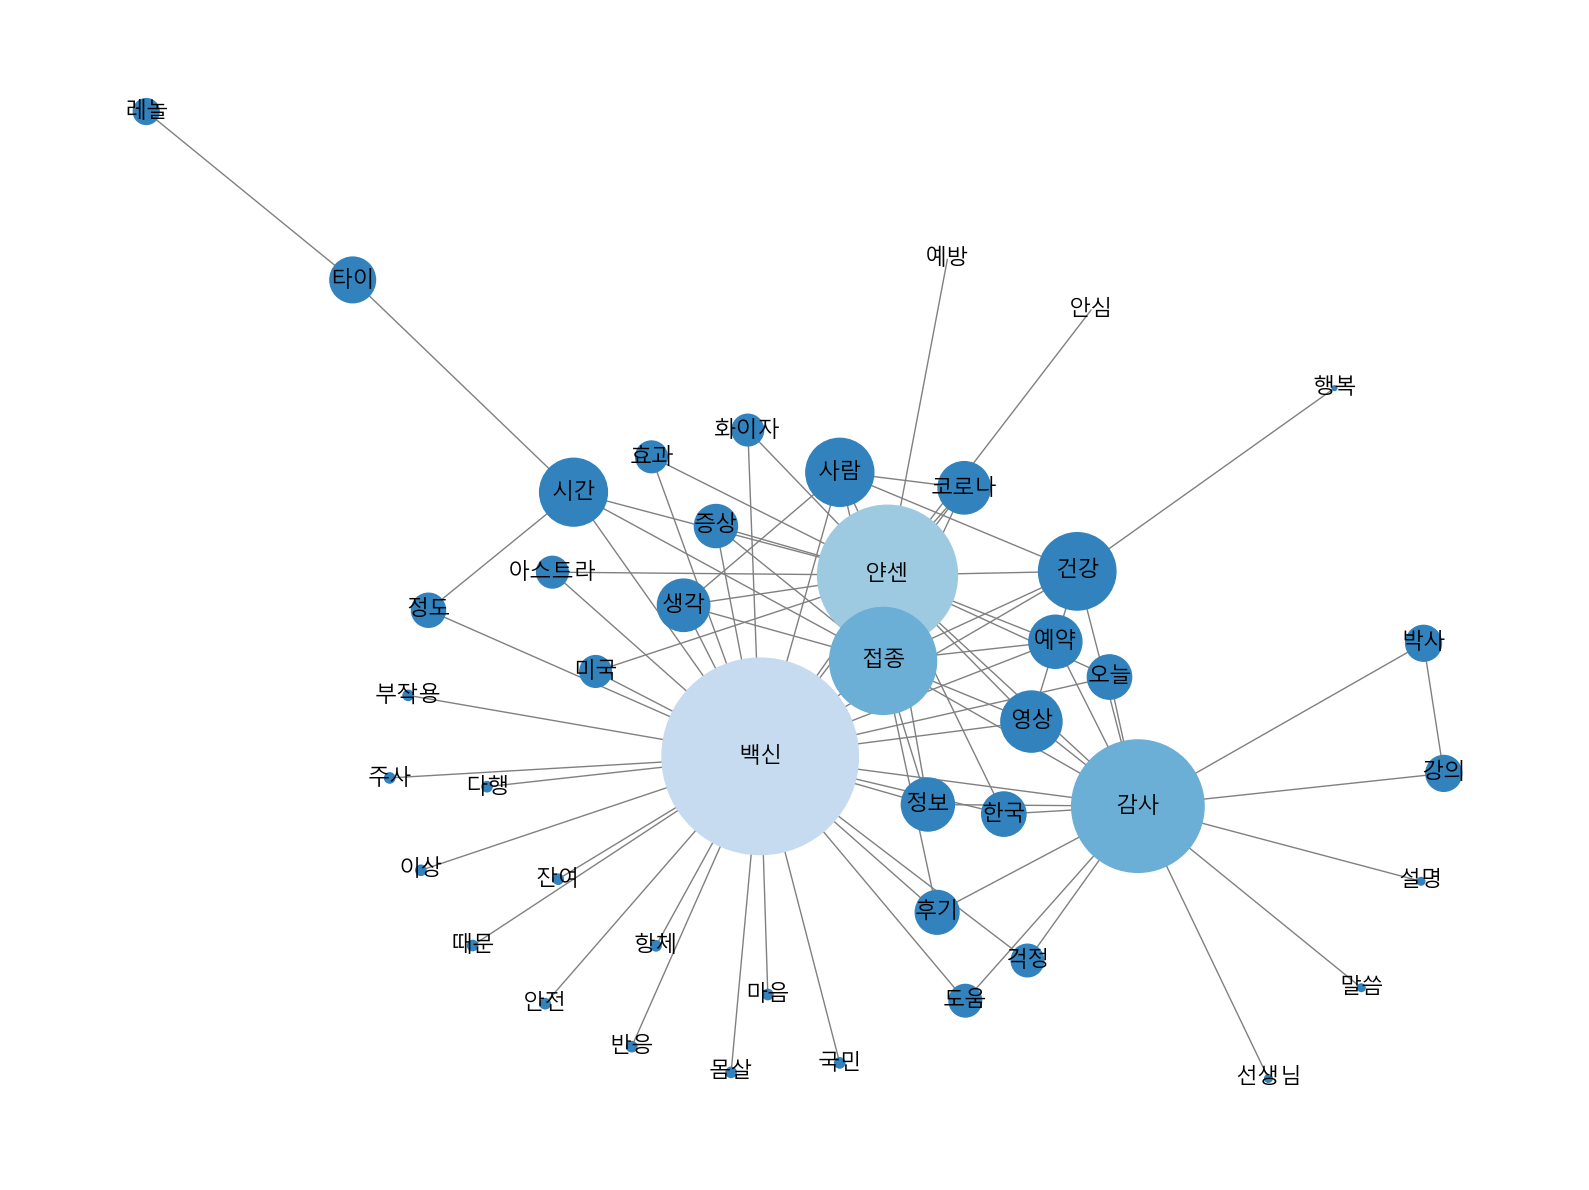 레놀
타이
예방
안심
행복
화이자
효과
사람
시간
코로나
증상
아스트라
얀센
건강
정도
생각
예약
박사
접종
미국
오늘
부작용
영상
백신
주사
다행
강의
정보
감사
한국
이상
잔여
설명
후기
때문
항체
걱정
안전
마음
도움
말씀
반응
몸살
국민
선생님